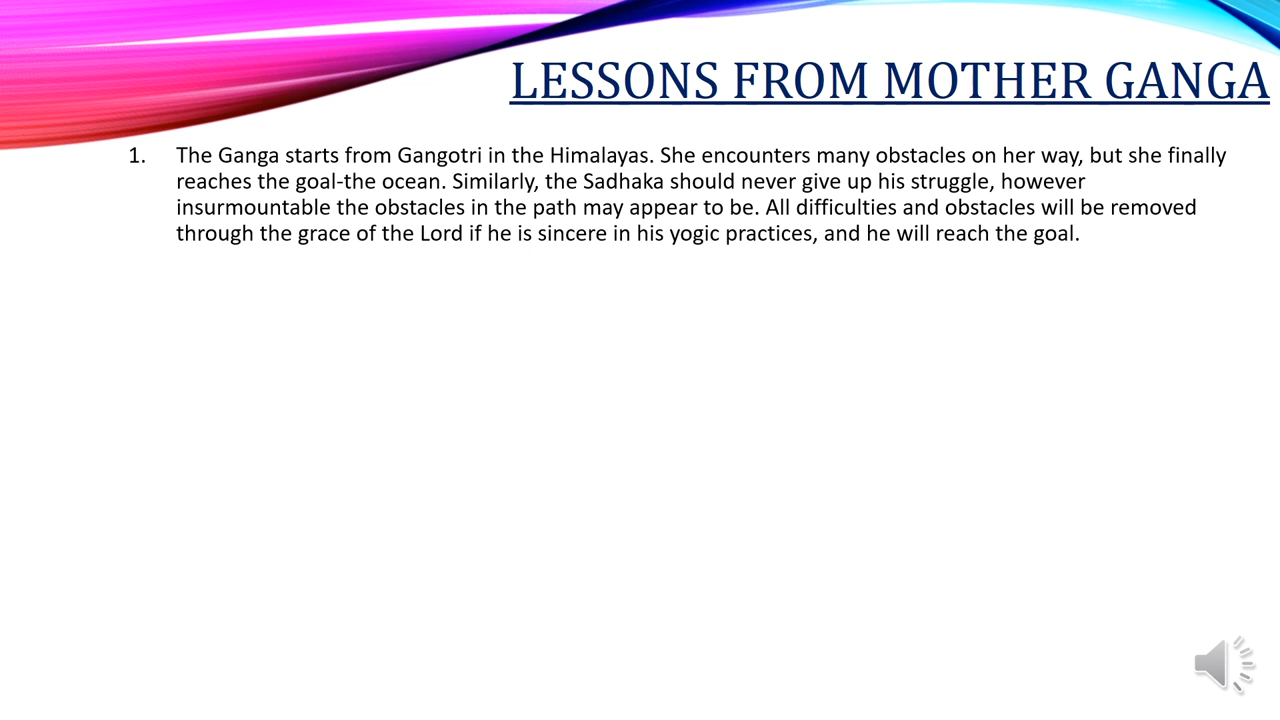 LESSONS FROM MOTHER GANGA
1. The Ganga starts from Gangotri in the Himalayas. She encounters many obstacles on her way, but she finally
reaches the goal-the ocean. Similarly, the Sadhaka should never give up his struggle, however
insurmountable the obstacles in the path may appear to be. All difficulties and obstacles will be removed
through the grace of the Lord if he is sincere in his yogic practices, and he will reach the goal.